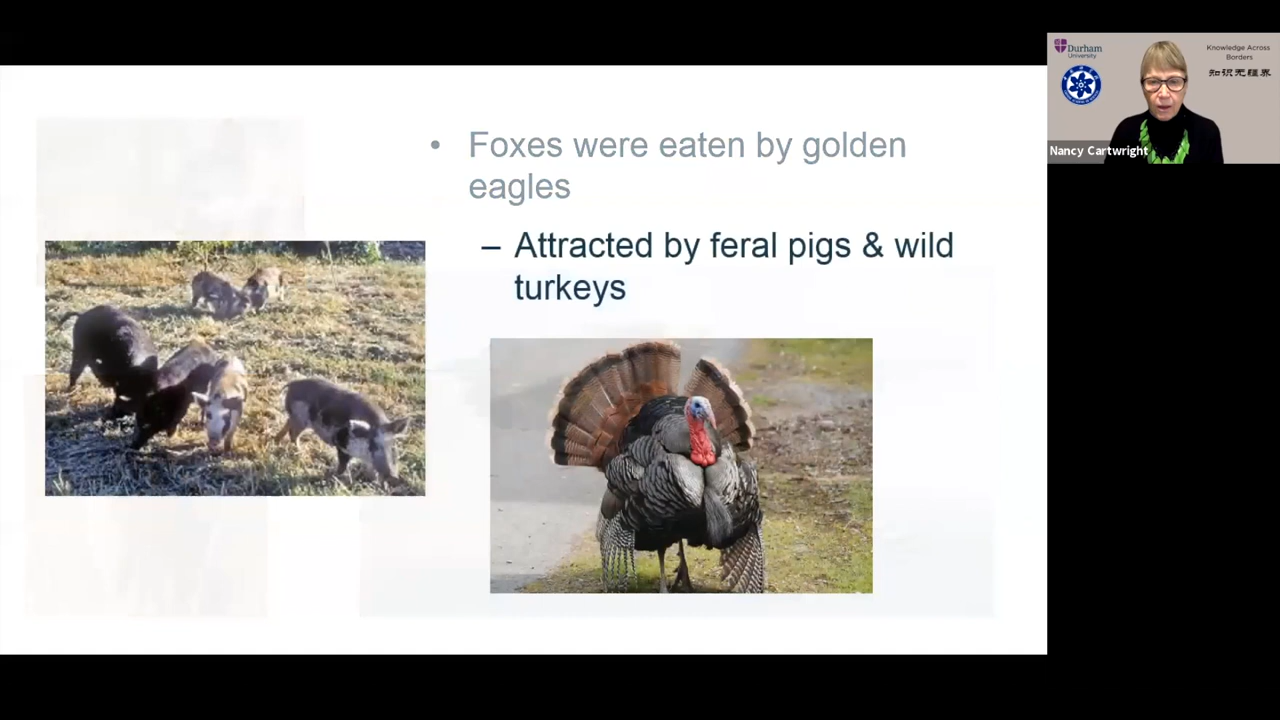 • Foxes were eaten by golden
eagles
– Attracted by feral pigs & wild
turkeys
Durham
University
Knowledge Across
Borders
知识无疆界
Nancy Cartwright